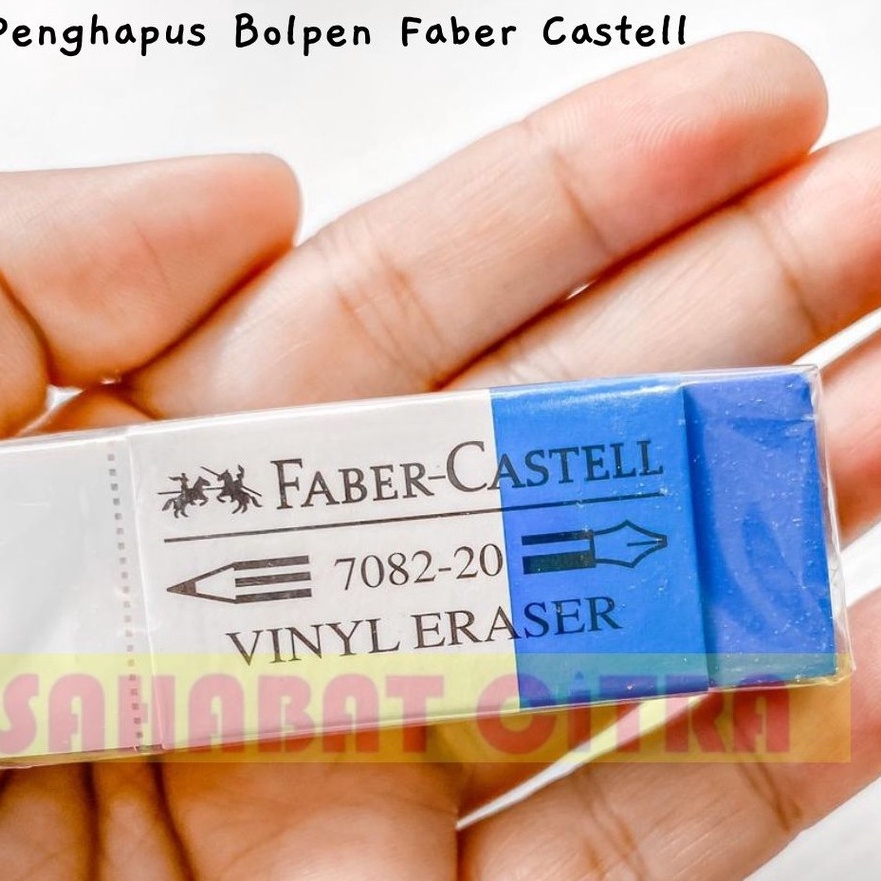 Penghapus Bolpen Faber Castell
FABER-CASTELL
7082-20
VINYL ERASER
SAHABAT CiTRA